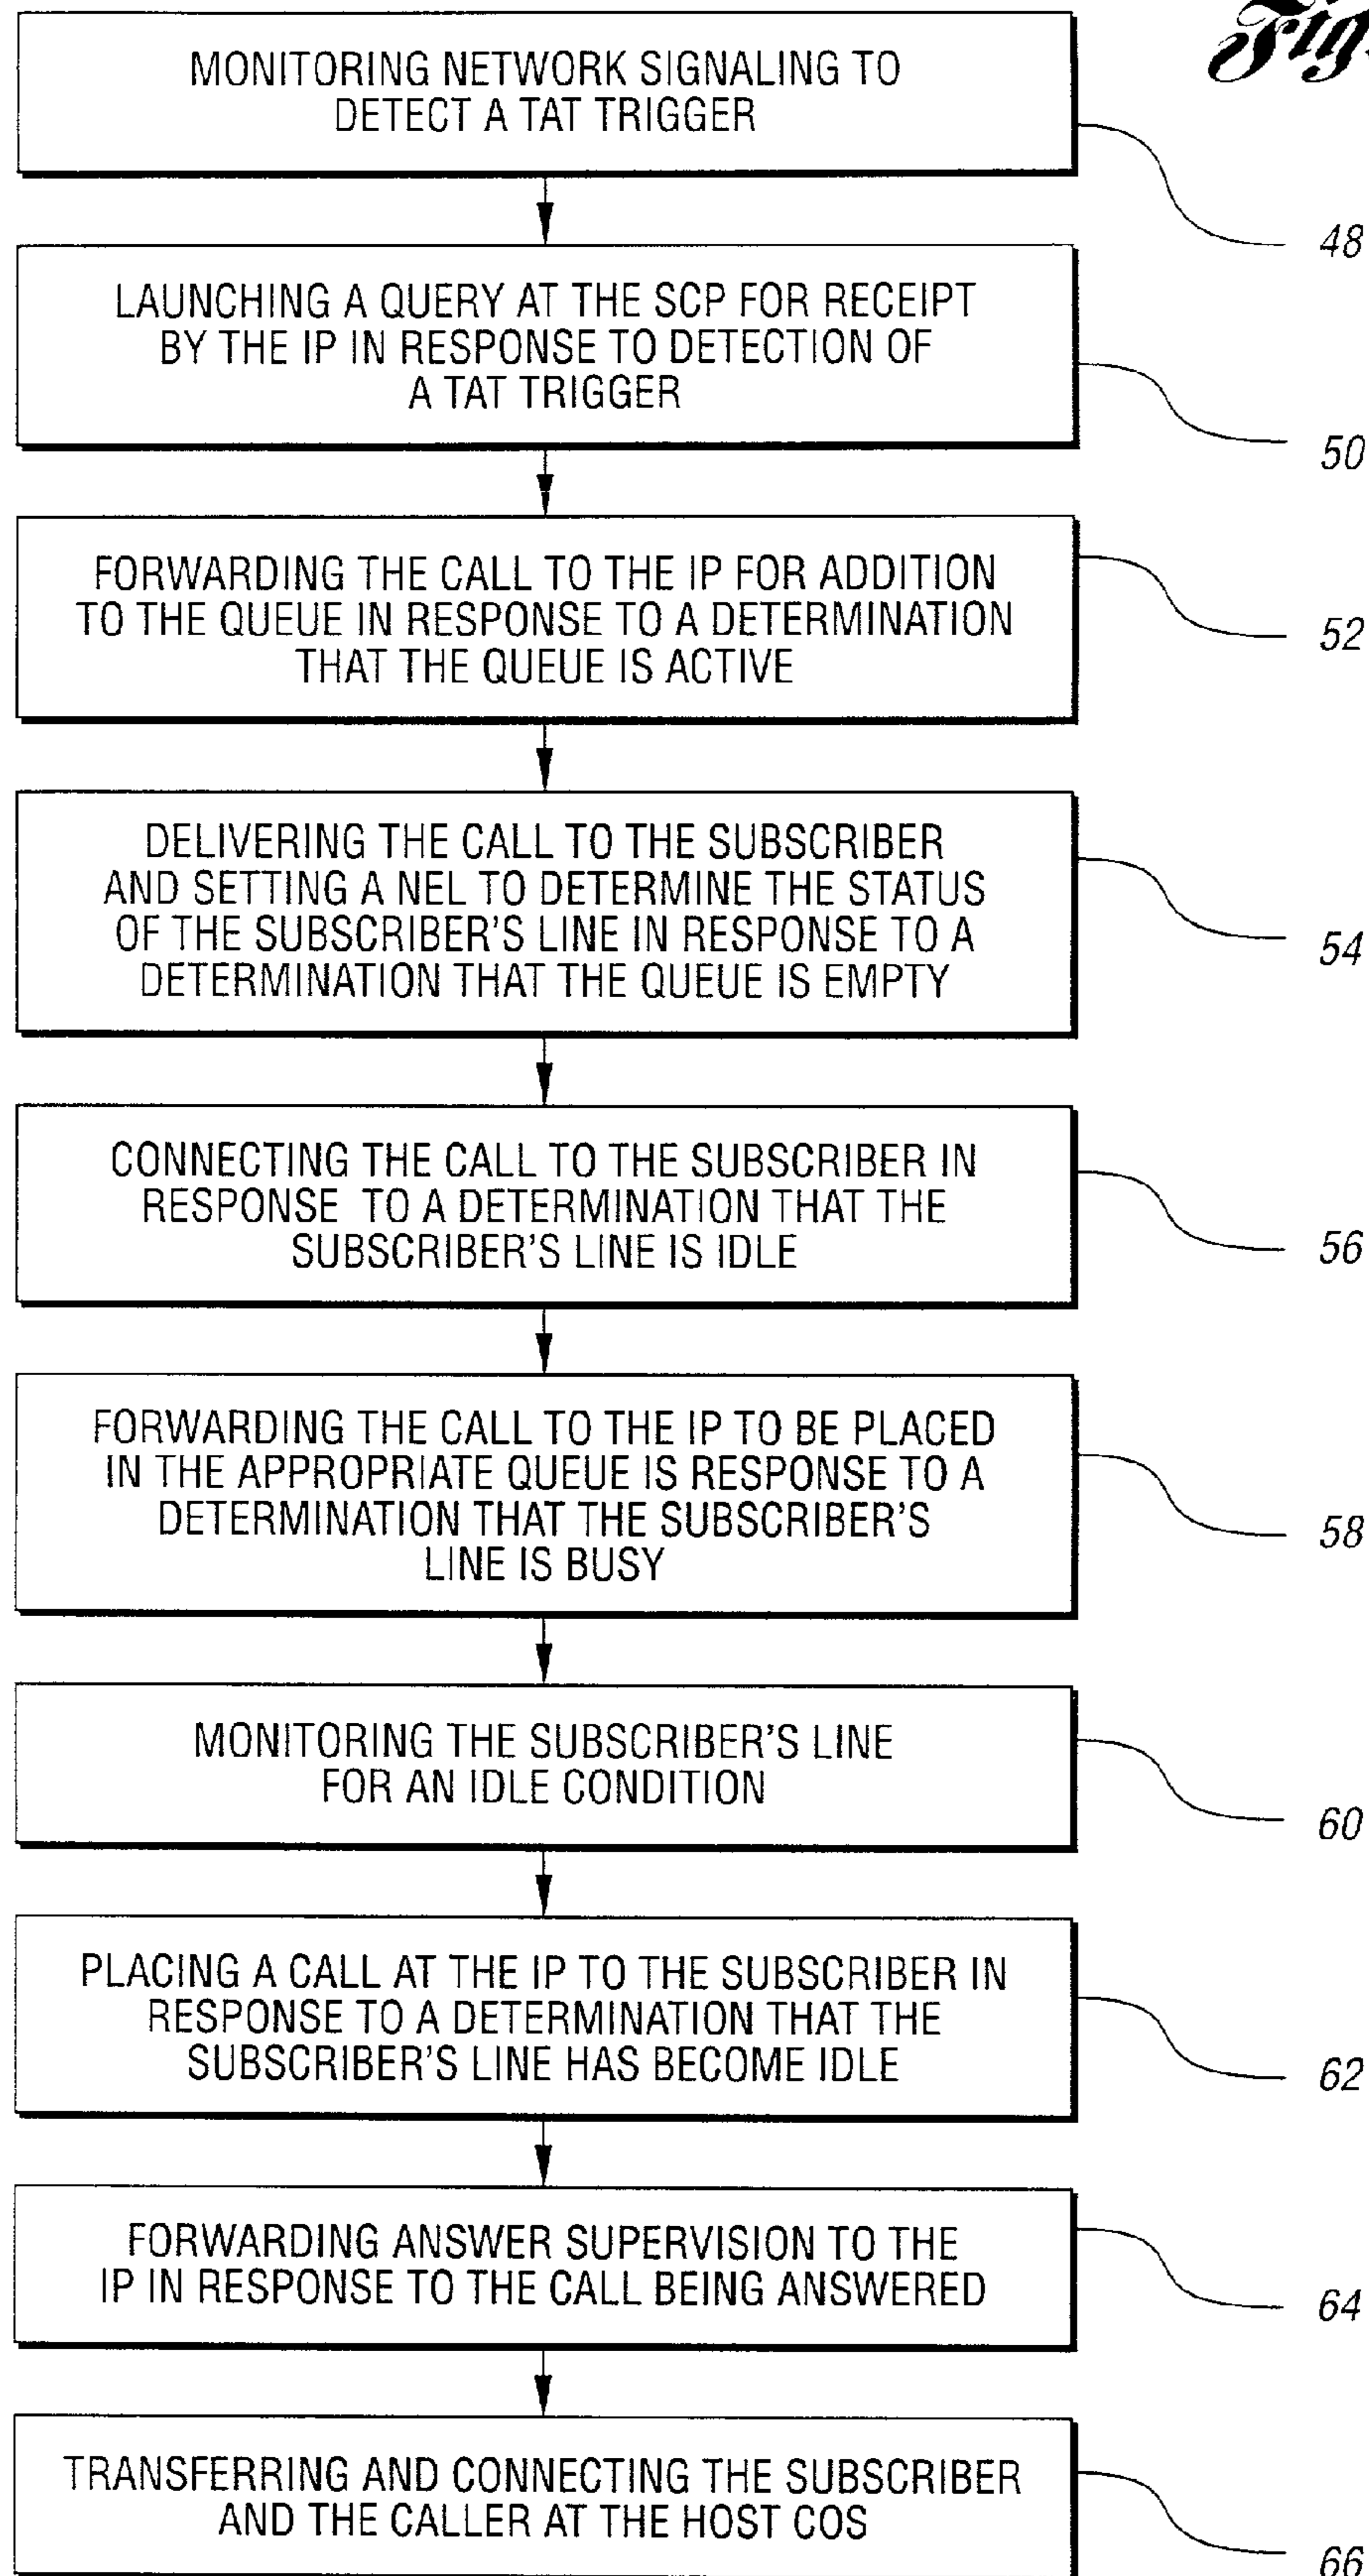 Fig
MONITORING NETWORK SIGNALING TO
DETECT A TAT TRIGGER
48
LAUNCHING A QUERY AT THE SCP FOR RECEIPT
BY THE IP IN RESPONSE TO DETECTION OF
A TAT TRIGGER
50
FORWARDING THE CALL TO THE IP FOR ADDITION
TO THE QUEUE IN RESPONSE TO A DETERMINATION
THAT THE QUEUE IS ACTIVE
52
DELIVERING THE CALL TO THE SUBSCRIBER
AND SETTING A NEL TO DETERMINE THE STATUS
OF THE SUBSCRIBER'S LINE IN RESPONSE TO A
DETERMINATION THAT THE QUEUE IS EMPTY
54
CONNECTING THE CALL TO THE SUBSCRIBER IN
RESPONSE TO A DETERMINATION THAT THE
SUBSCRIBER'S LINE IS IDLE
56
FORWARDING THE CALL TO THE IP TO BE PLACED
IN THE APPROPRIATE QUEUE IS RESPONSE TO A
DETERMINATION THAT THE SUBSCRIBER'S
LINE IS BUSY
58
MONITORING THE SUBSCRIBER'S LINE
FOR AN IDLE CONDITION
60
PLACING A CALL AT THE IP TO THE SUBSCRIBER IN
RESPONSE TO A DETERMINATION THAT THE
SUBSCRIBER'S LINE HAS BECOME IDLE
62
FORWARDING ANSWER SUPERVISION TO THE
IP IN RESPONSE TO THE CALL BEING ANSWERED
64
TRANSFERRING AND CONNECTING THE SUBSCRIBER
AND THE CALLER AT THE HOST COS
66